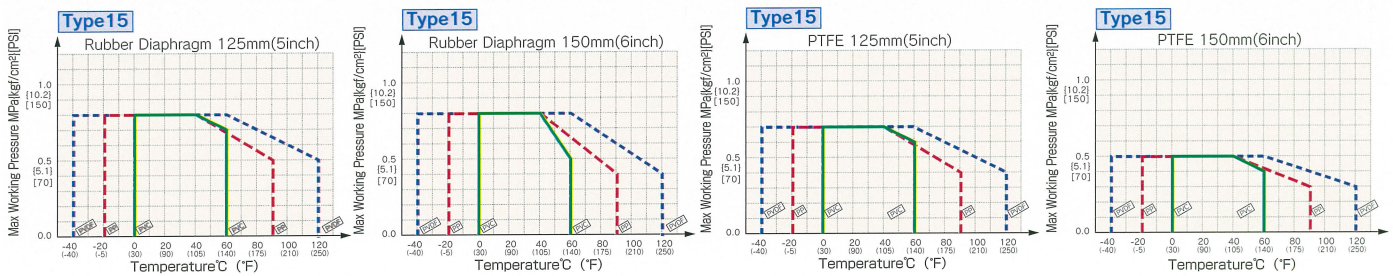 Type15
Rubber Diaphragm 125mm(5inch)
Max Working Pressure MPa[kgf/cm²][PSI]
1.0
[10.2]
[150]
0.5
[5.1]
[70]
0.0
PVDF
PP
PVC
PVC
PP
PVDF
-40 -20 0 20 40 60 80 100 120
(-40) (-5) (30) (90) (105) (140) (175) (210) (250)
Temperature℃ (°F)
Type15
Rubber Diaphragm 150mm(6inch)
Max Working Pressure MPa[kgf/cm²][PSI]
1.0
[10.2]
[150]
0.5
[5.1]
[70]
0.0
PVDF
PP
PVC
PVC
PP
PVDF
-40 -20 0 20 40 60 80 100 120
(-40) (-5) (30) (90) (105) (140) (175) (210) (250)
Temperature℃ (°F)
Type15
PTFE 125mm(5inch)
Max Working Pressure MPa[kgf/cm²][PSI]
1.0
[10.2]
[150]
0.5
[5.1]
[70]
0.0
PVDF
PP
PVC
PVC
PP
PVDF
-40 -20 0 20 40 60 80 100 120
(-40) (-5) (30) (90) (105) (140) (175) (210) (250)
Temperature℃ (°F)
Type15
PTFE 150mm(6inch)
Max Working Pressure MPa[kgf/cm²][PSI]
1.0
[10.2]
[150]
0.5
[5.1]
[70]
0.0
PVDF
PP
PVC
PVC
PP
PVDF
-40 -20 0 20 40 60 80 100 120
(-40) (-5) (30) (90) (105) (140) (175) (210) (250)
Temperature℃ (°F)